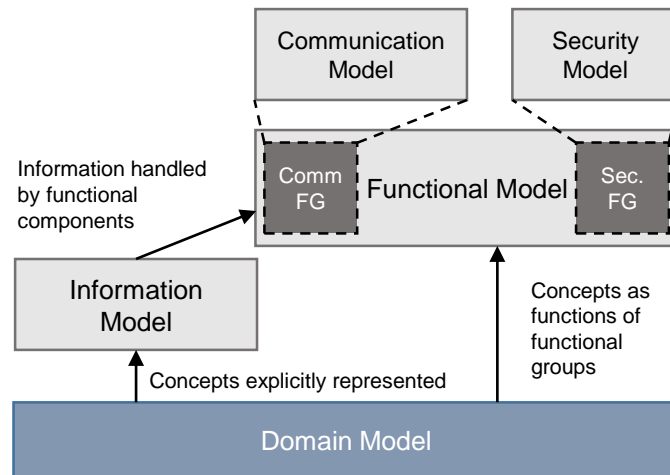 Communication
Model
Security
Model
Information handled
by functional
components
Comm
FG
Functional Model
Sec.
FG
Information
Model
Concepts as
functions of
functional
groups
Concepts explicitly represented
Domain Model